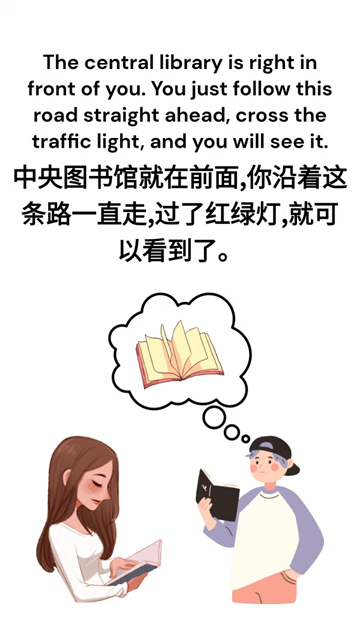 The central library is right in
front of you. You just follow this
road straight ahead, cross the
traffic light, and you will see it.
中央图书馆就在前面,你沿着这
条路一直走,过了红绿灯,就可
以看到了。